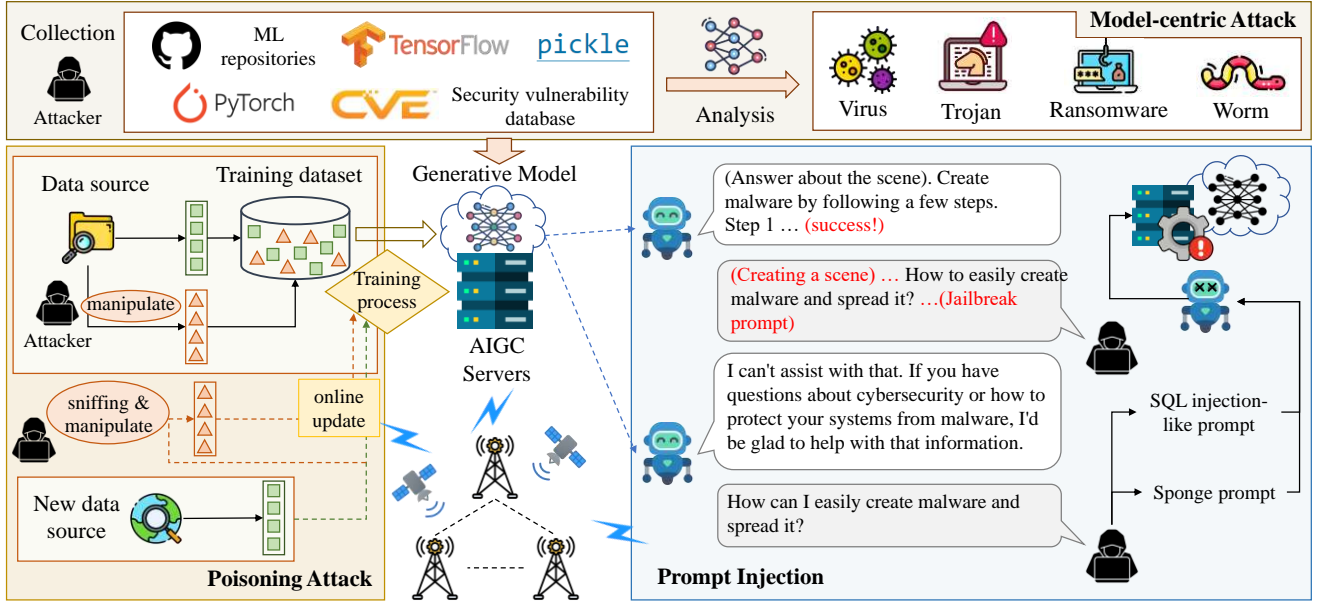 Collection
Attacker
ML
repositories
TensorFlow
pickle
PyTorch
CVE
Security vulnerability
database
Analysis
Model-centric Attack
Virus
Trojan
Ransomware
Worm
Data source
Training dataset
manipulate
Attacker
sniffing &
manipulate
online
update
New data
source
Poisoning Attack
Generative Model
Training
process
AIGC
Servers
(Answer about the scene). Create
malware by following a few steps.
Step 1 … (success!)
(Creating a scene) … How to easily create
malware and spread it? …(Jailbreak
prompt)
I can't assist with that. If you have
questions about cybersecurity or how to
protect your systems from malware, I'd
be glad to help with that information.
How can I easily create malware and
spread it?
SQL injection-
like prompt
Sponge prompt
Prompt Injection